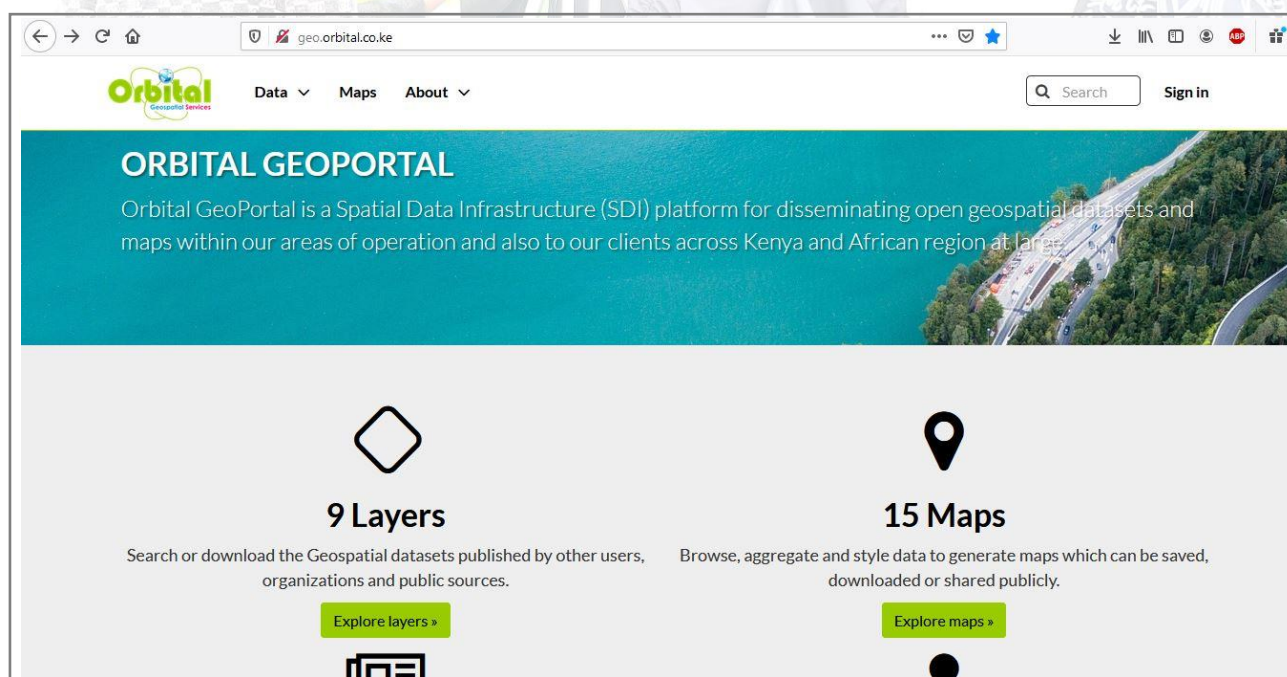 geo.orbital.co.ke
ABP
Orbital
Geospatial Services
Data
Maps
About
Search
Sign in
ORBITAL GEOPORTAL
Orbital GeoPortal is a Spatial Data Infrastructure (SDI) platform for disseminating open geospatial datasets and
maps within our areas of operation and also to our clients across Kenya and African region at large.
9 Layers
Search or download the Geospatial datasets published by other users,
organizations and public sources.
Explore layers »
15 Maps
Browse, aggregate and style data to generate maps which can be saved,
downloaded or shared publicly.
Explore maps »